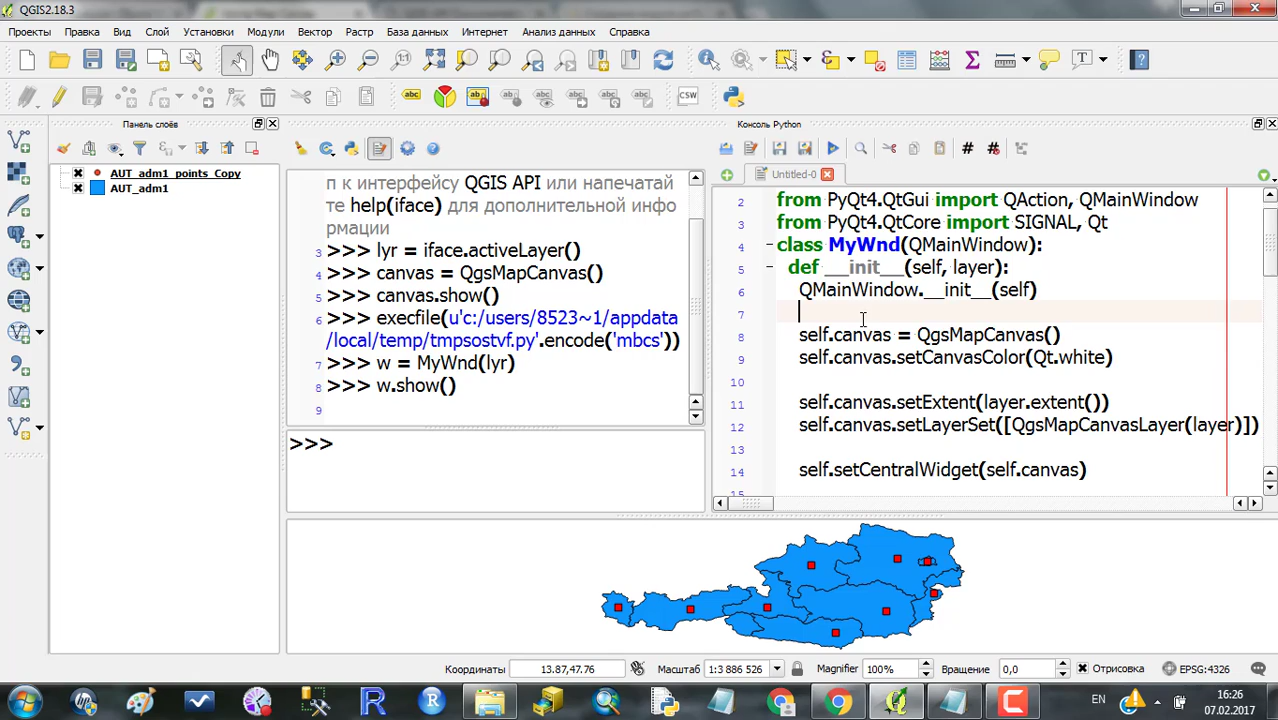 QGIS2.18.3
Проекты Правка Вид Слой Установки Модули Вектор Растр База данных Интернет Анализ данных Справка
Панель слоёв
Консоль Python
AUT_adm1_points_Copy
AUT_adm1
п к интерфейсу QGIS API или напечатай
те help(iface) для дополнительной инфо
рмации
3 >>> lyr = iface.activeLayer()
4 >>> canvas = QgsMapCanvas()
5 >>> canvas.show()
6 >>> execfile(u'c:/users/8523~1/appdata
/local/temp/tmpsostvf.py'.encode('mbcs'))
7 >>> w = MyWnd(lyr)
8 >>> w.show()
9
>>>
Untitled-0
2 from PyQt4.QtGui import QAction, QMainWindow
3 from PyQt4.QtCore import SIGNAL, Qt
4 class MyWnd(QMainWindow):
5 def __init__(self, layer):
6 QMainWindow.__init__(self)
7
8 self.canvas = QgsMapCanvas()
9 self.canvas.setCanvasColor(Qt.white)
10
11 self.canvas.setExtent(layer.extent())
12 self.canvas.setLayerSet([QgsMapCanvasLayer(layer)])
13
14 self.setCentralWidget(self.canvas)
15
Координаты 13.87,47.76 Масштаб 1:3 886 526 Magnifier 100% Вращение 0,0 Отрисовка EPSG:4326
EN 16:26
07.02.2017